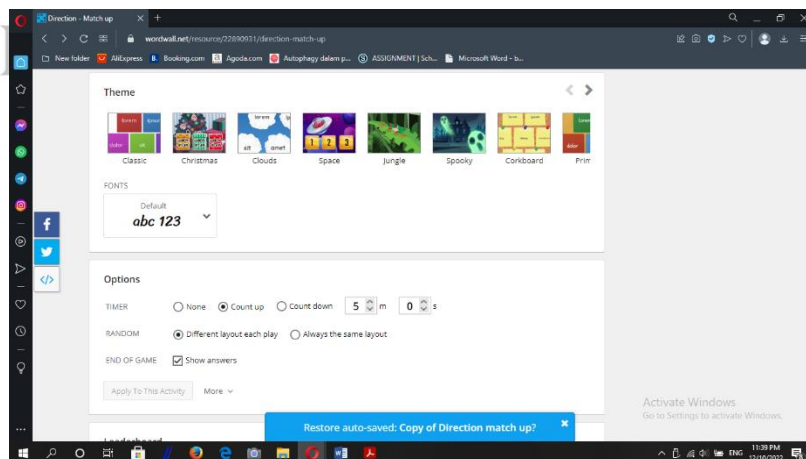 Direction - Match up
wordwall.net/resource/22890931/direction-match-up
New folder AliExpress Booking.com Agoda.com Autophagy dalam p... ASSIGNMENT | Sch... Microsoft Word - b...
Theme
Classic Christmas Clouds Space Jungle Spooky Corkboard Prim
FONTS
Default
abc 123
Options
TIMER None Count up Count down 5 m 0 s
RANDOM Different layout each play Always the same layout
END OF GAME Show answers
Apply To This Activity More
Activate Windows
Go to Settings to activate Windows.
Restore auto-saved: Copy of Direction match up?
ENG 11:39 PM
12/18/2022